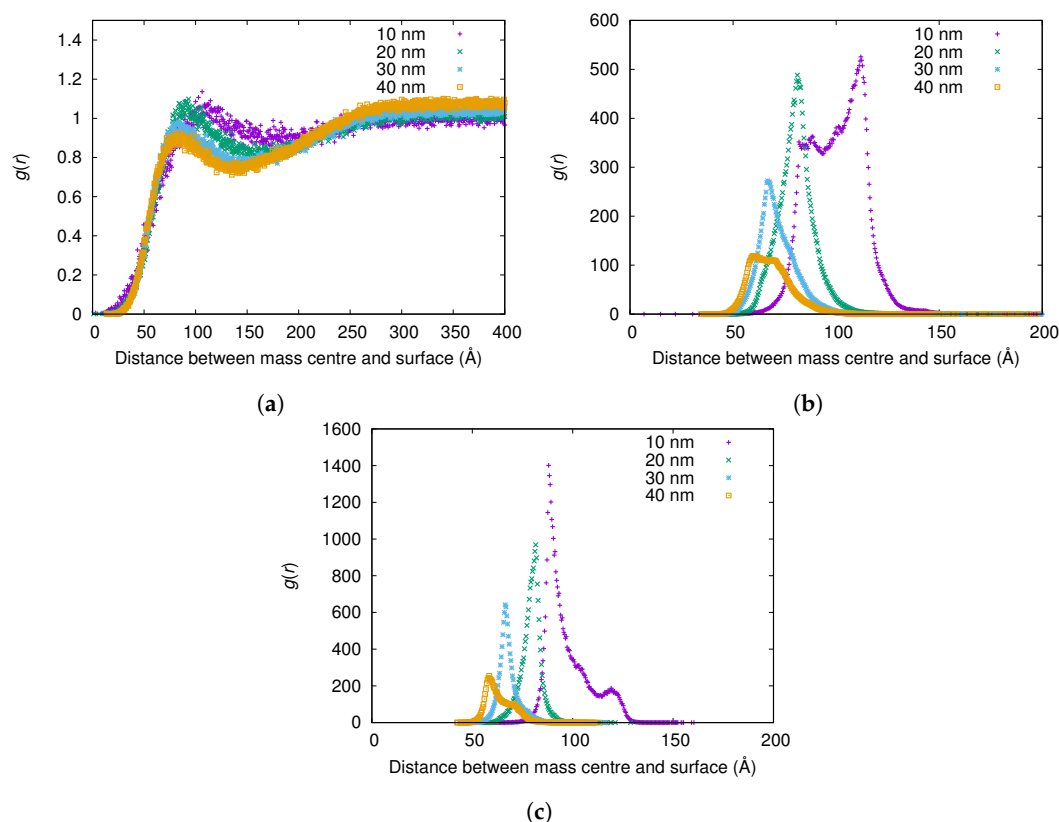 1.4
1.2
1
0.8
0.6
0.4
0.2
0
g(r)
0 50 100 150 200 250 300 350 400
Distance between mass centre and surface (Å)
10 nm
20 nm
30 nm
40 nm
(a)
600
500
400
300
200
100
0
g(r)
0 50 100 150 200
Distance between mass centre and surface (Å)
10 nm
20 nm
30 nm
40 nm
(b)
1600
1400
1200
1000
800
600
400
200
0
g(r)
0 50 100 150 200
Distance between mass centre and surface (Å)
10 nm
20 nm
30 nm
40 nm
(c)